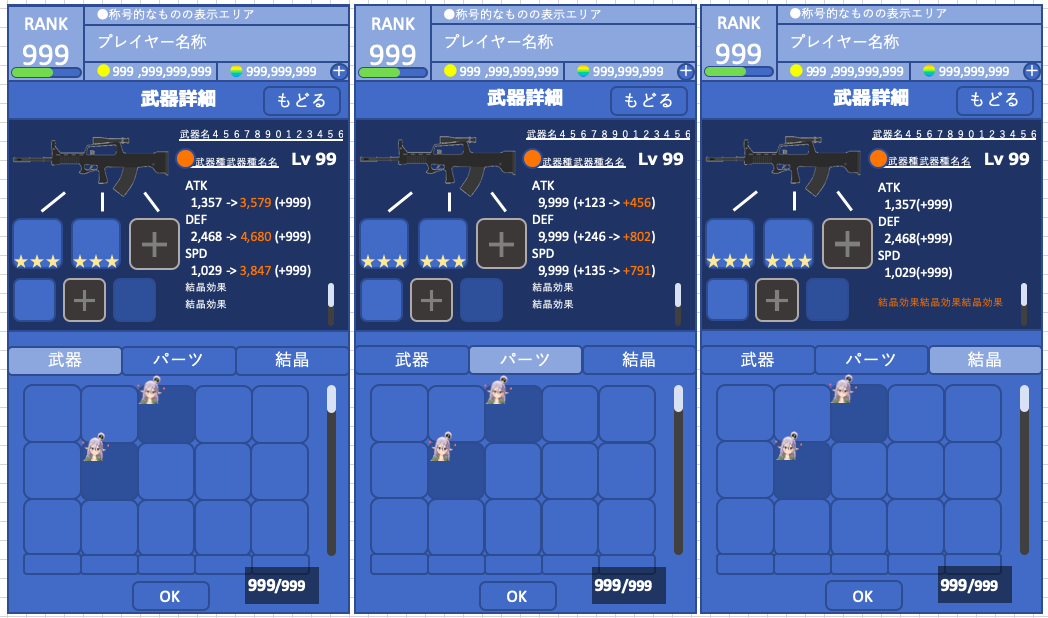 RANK
999
●称号的なものの表示エリア
プレイヤー名称
999 ,999,999,999
999,999,999
武器詳細
もどる
武器名4 5 6 7 8 9 0 1 2 3 4 5 6
武器種武器種名名
Lv 99
ATK
1,357 -> 3,579 (+999)
DEF
2,468 -> 4,680 (+999)
SPD
1,029 -> 3,847 (+999)
結晶効果
結晶効果
武器
パーツ
結晶
999/999
OK
RANK
999
●称号的なものの表示エリア
プレイヤー名称
999 ,999,999,999
999,999,999
武器詳細
もどる
武器名4 5 6 7 8 9 0 1 2 3 4 5 6
武器種武器種名名
Lv 99
ATK
9,999 (+123 -> +456)
DEF
9,999 (+246 -> +802)
SPD
9,999 (+135 -> +791)
結晶効果
結晶効果
武器
パーツ
結晶
999/999
OK
RANK
999
●称号的なものの表示エリア
プレイヤー名称
999 ,999,999,999
999,999,999
武器詳細
もどる
武器名4 5 6 7 8 9 0 1 2 3 4 5 6
武器種武器種名名
Lv 99
ATK
1,357(+999)
DEF
2,468(+999)
SPD
1,029(+999)
結晶効果結晶効果結晶効果
武器
パーツ
結晶
999/999
OK